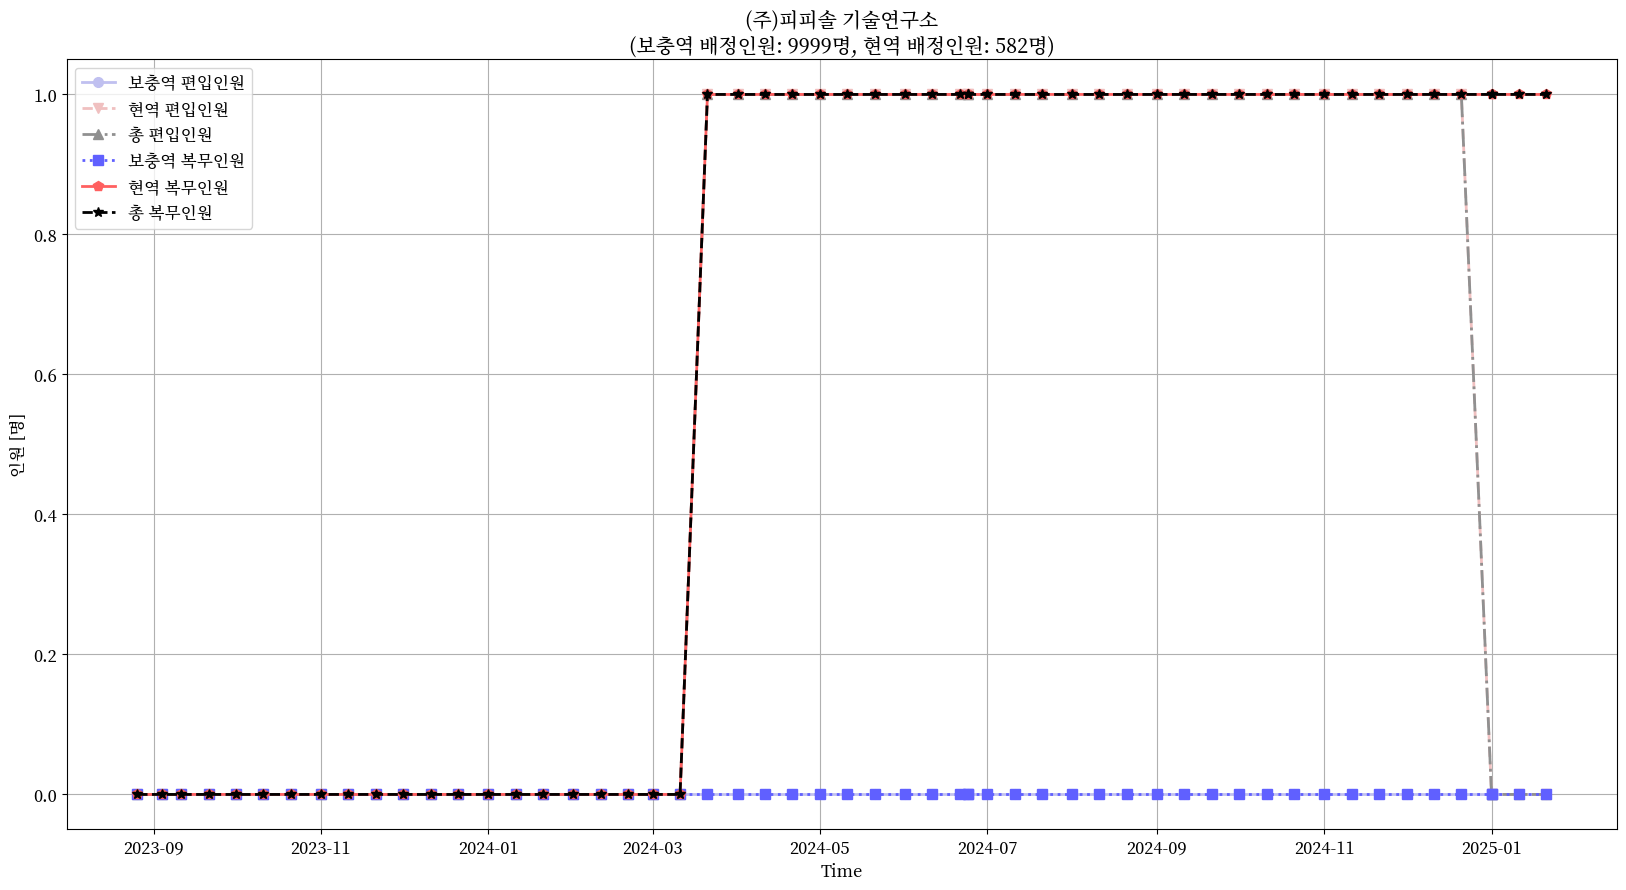 (주)피피솔 기술연구소
(보충역 배정인원: 9999명, 현역 배정인원: 582명)
보충역 편입인원
현역 편입인원
총 편입인원
보충역 복무인원
현역 복무인원
총 복무인원
1.0
0.8
0.6
0.4
0.2
0.0
인원 [명]
2023-09
2023-11
2024-01
2024-03
2024-05
2024-07
2024-09
2024-11
2025-01
Time